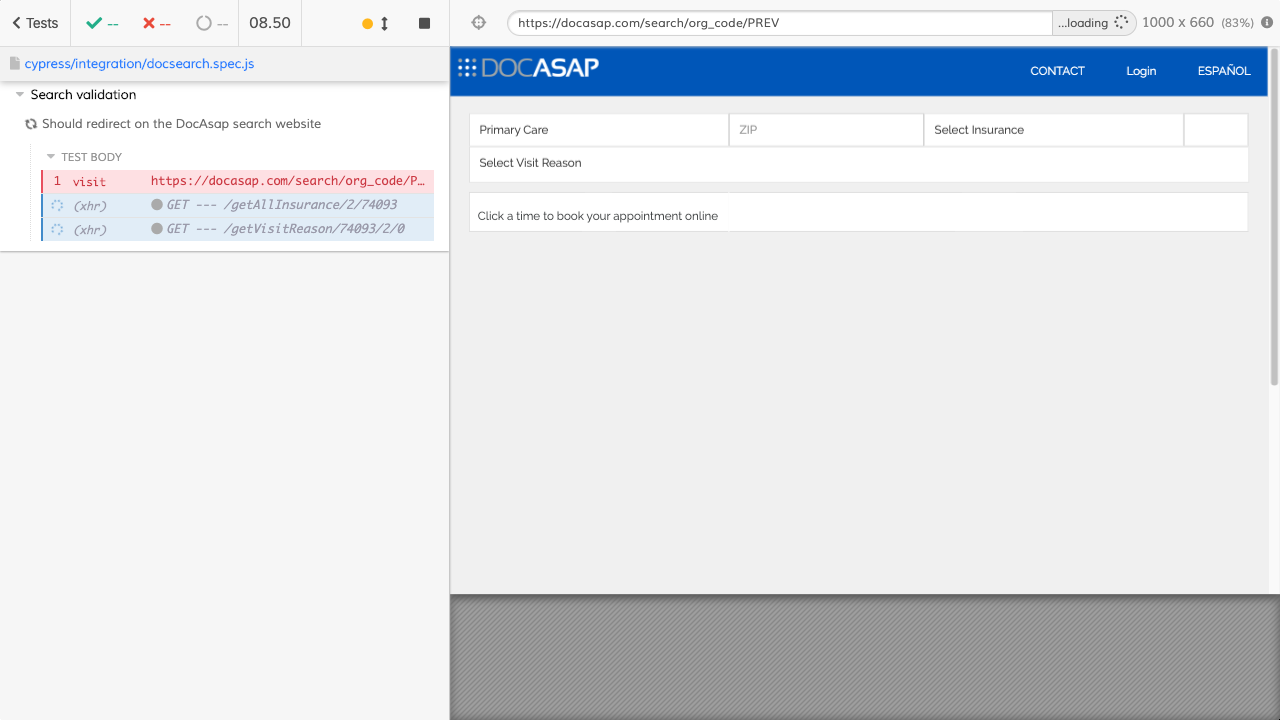 Tests -- -- -- 08.50
https://docasap.com/search/org_code/PREV ...loading 1000 x 660 (83%)
cypress/integration/docsearch.spec.js
Search validation
Should redirect on the DocAsap search website
TEST BODY
1 visit https://docasap.com/search/org_code/P...
(xhr) GET --- /getAllInsurance/2/74093
(xhr) GET --- /getVisitReason/74093/2/0
DOCASAP CONTACT Login ESPAÑOL
Primary Care ZIP Select Insurance
Select Visit Reason
Click a time to book your appointment online